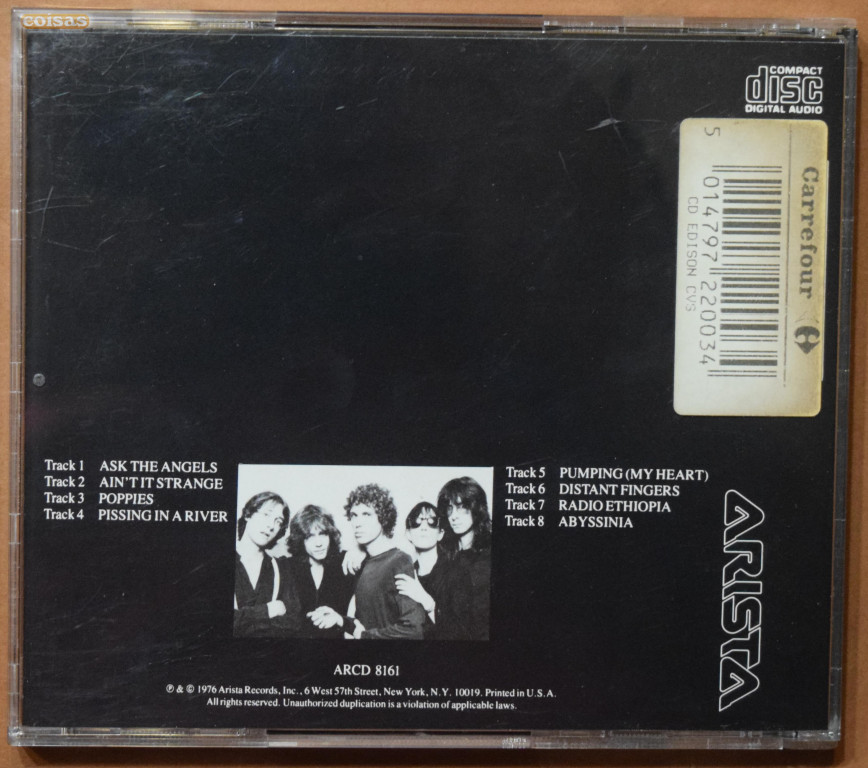 coisas
COMPACT
disc
DIGITAL AUDIO
Carrefour
5 014797 220034
CD EDISON CVS
Track 1 ASK THE ANGELS
Track 2 AIN'T IT STRANGE
Track 3 POPPIES
Track 4 PISSING IN A RIVER
Track 5 PUMPING (MY HEART)
Track 6 DISTANT FINGERS
Track 7 RADIO ETHIOPIA
Track 8 ABYSSINIA
ARISTA
ARCD 8161
℗ & © 1976 Arista Records, Inc., 6 West 57th Street, New York, N.Y. 10019. Printed in U.S.A.
All rights reserved. Unauthorized duplication is a violation of applicable laws.